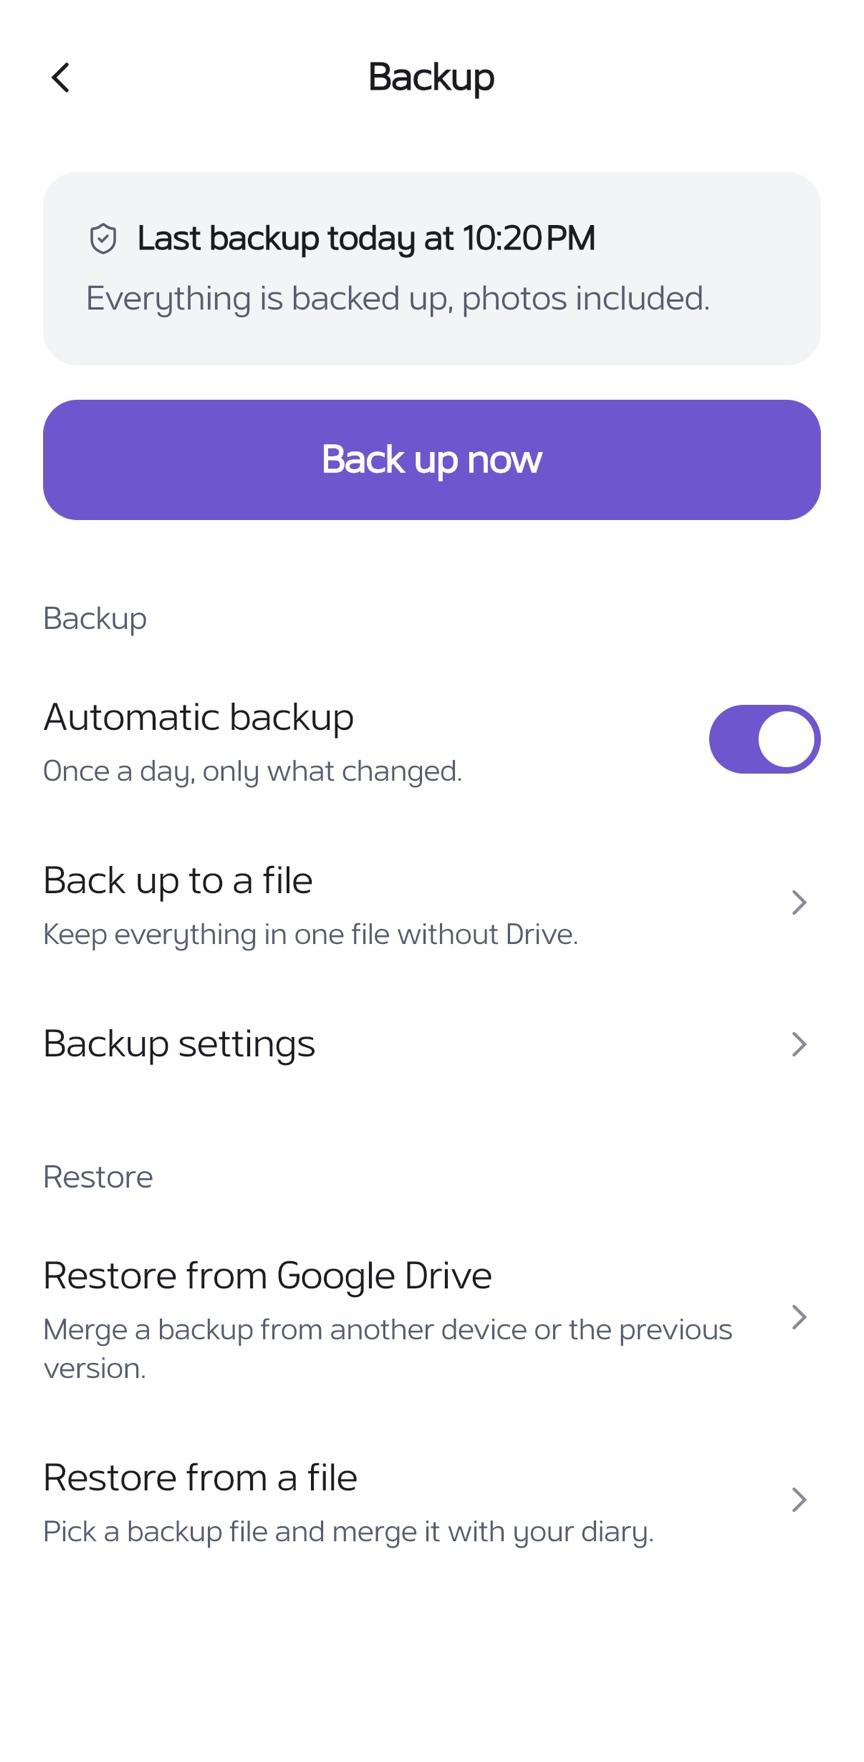 Backup
Last backup today at 10:20 PM
Everything is backed up, photos included.
Back up now
Backup
Automatic backup
Once a day, only what changed.
Back up to a file
Keep everything in one file without Drive.
Backup settings
Restore
Restore from Google Drive
Merge a backup from another device or the previous
version.
Restore from a file
Pick a backup file and merge it with your diary.